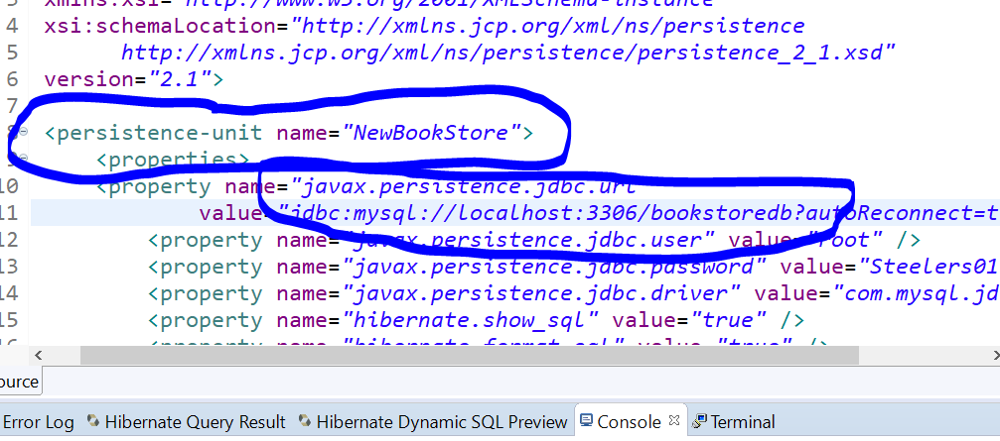 3 xmlns:xsi="http://www.w3.org/2001/XMLSchema-instance"
4 xsi:schemaLocation="http://xmlns.jcp.org/xml/ns/persistence
5 http://xmlns.jcp.org/xml/ns/persistence/persistence_2_1.xsd"
6 version="2.1">
7
8 <persistence-unit name="NewBookStore">
9 <properties>
10 <property name="javax.persistence.jdbc.url"
11 value="jdbc:mysql://localhost:3306/bookstoredb?autoReconnect=t
12 <property name="javax.persistence.jdbc.user" value="root" />
13 <property name="javax.persistence.jdbc.password" value="Steelers01
14 <property name="javax.persistence.jdbc.driver" value="com.mysql.jd
15 <property name="hibernate.show_sql" value="true" />
16 <property name="hibernate.format_sql" value="true" />
ource
Error Log Hibernate Query Result Hibernate Dynamic SQL Preview Console Terminal